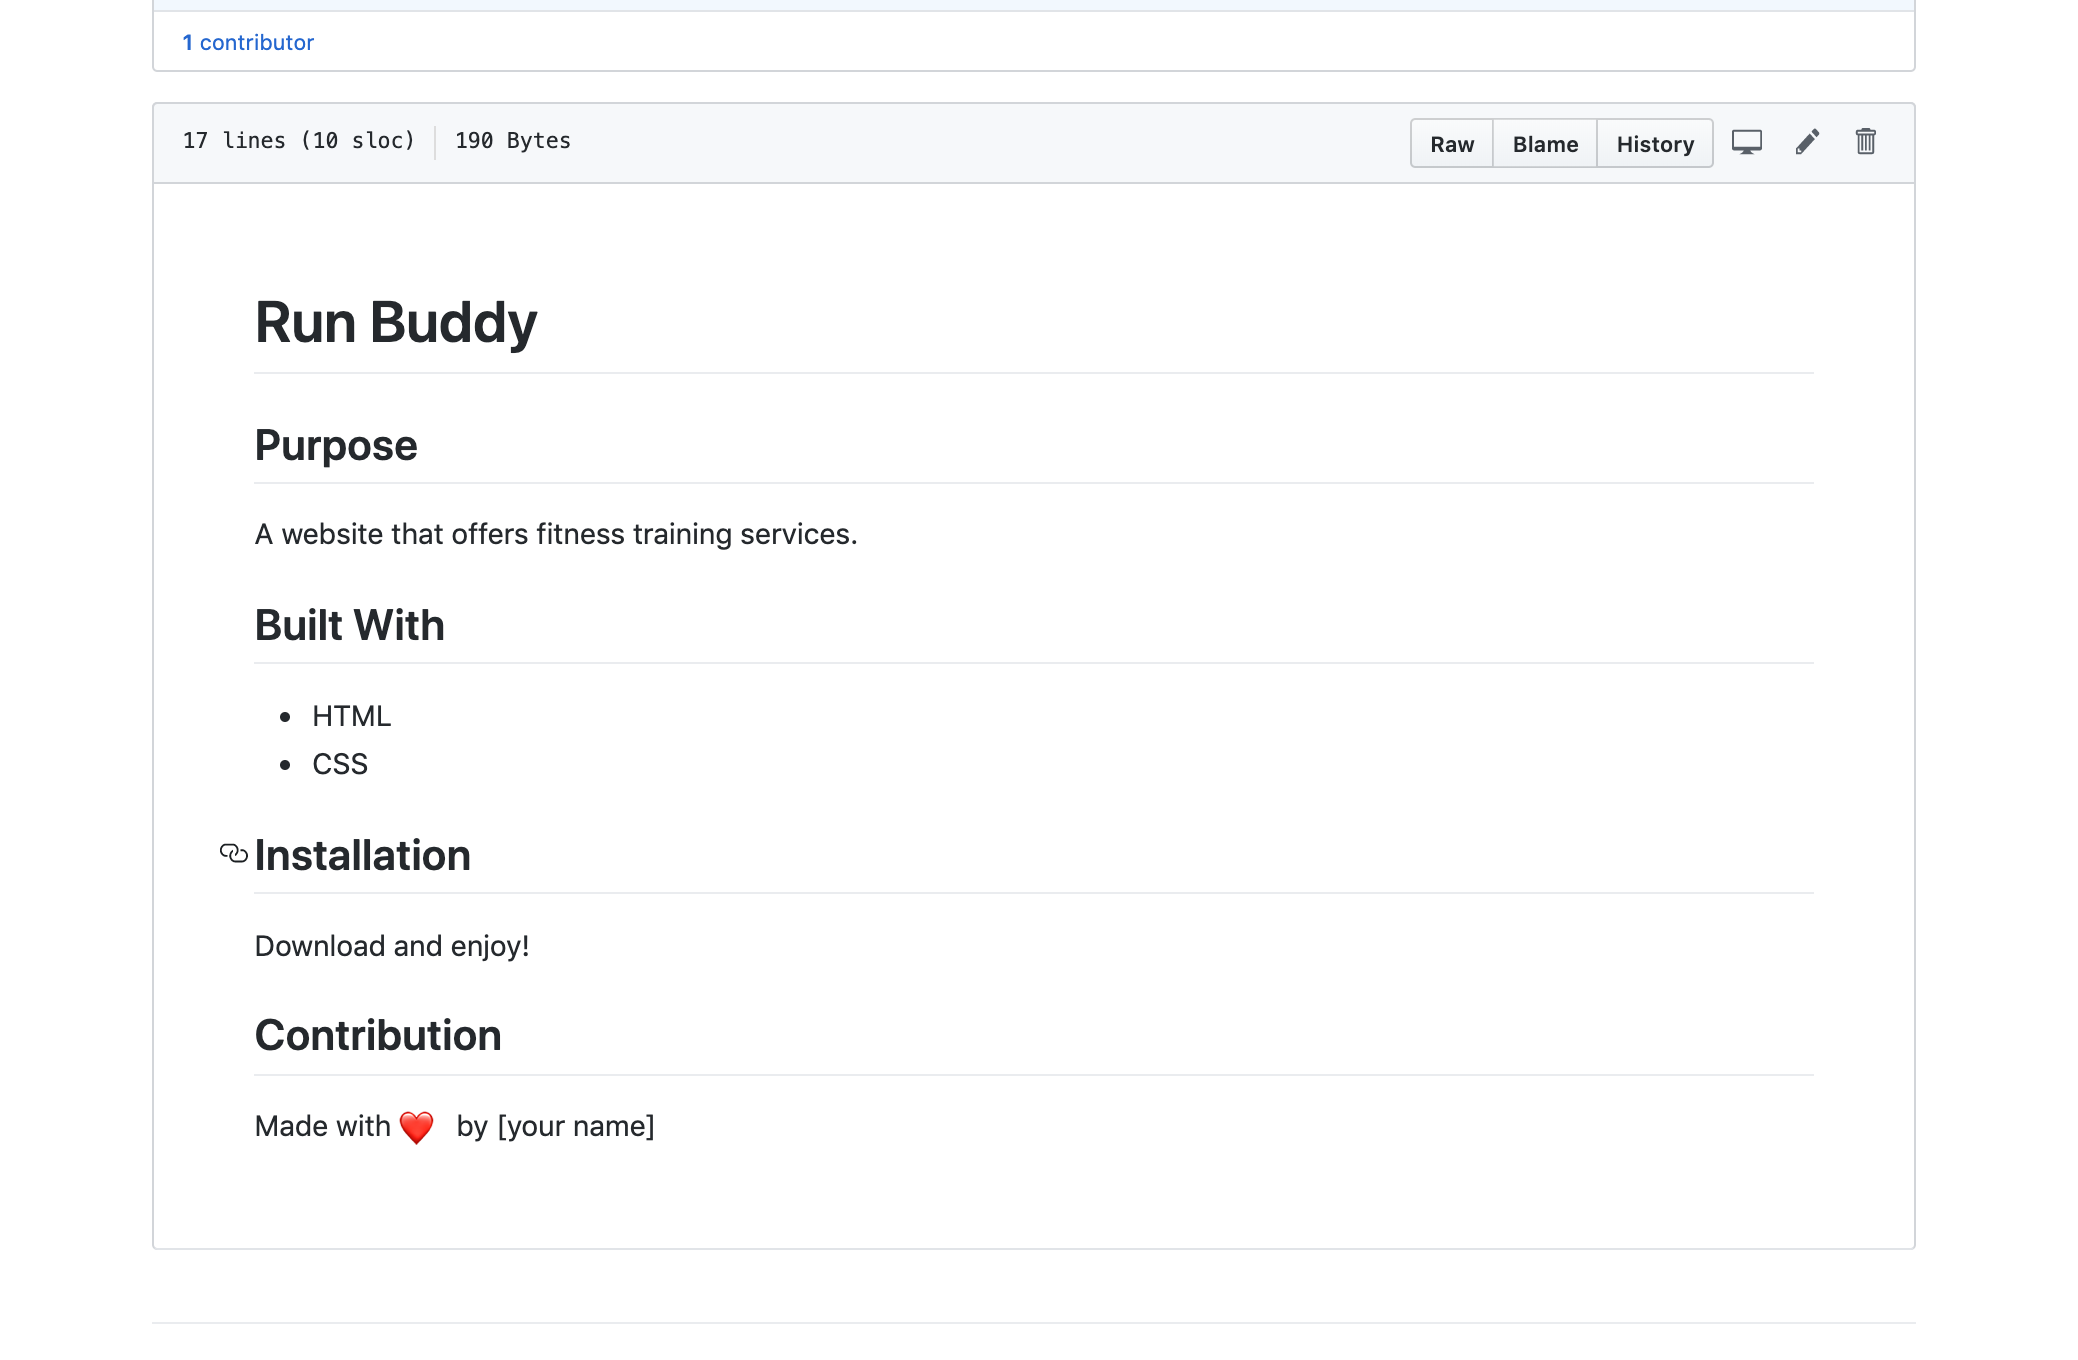 1 contributor
17 lines (10 sloc) 190 Bytes Raw Blame History
Run Buddy
Purpose
A website that offers fitness training services.
Built With
HTML
CSS
Installation
Download and enjoy!
Contribution
Made with ❤️ by [your name]